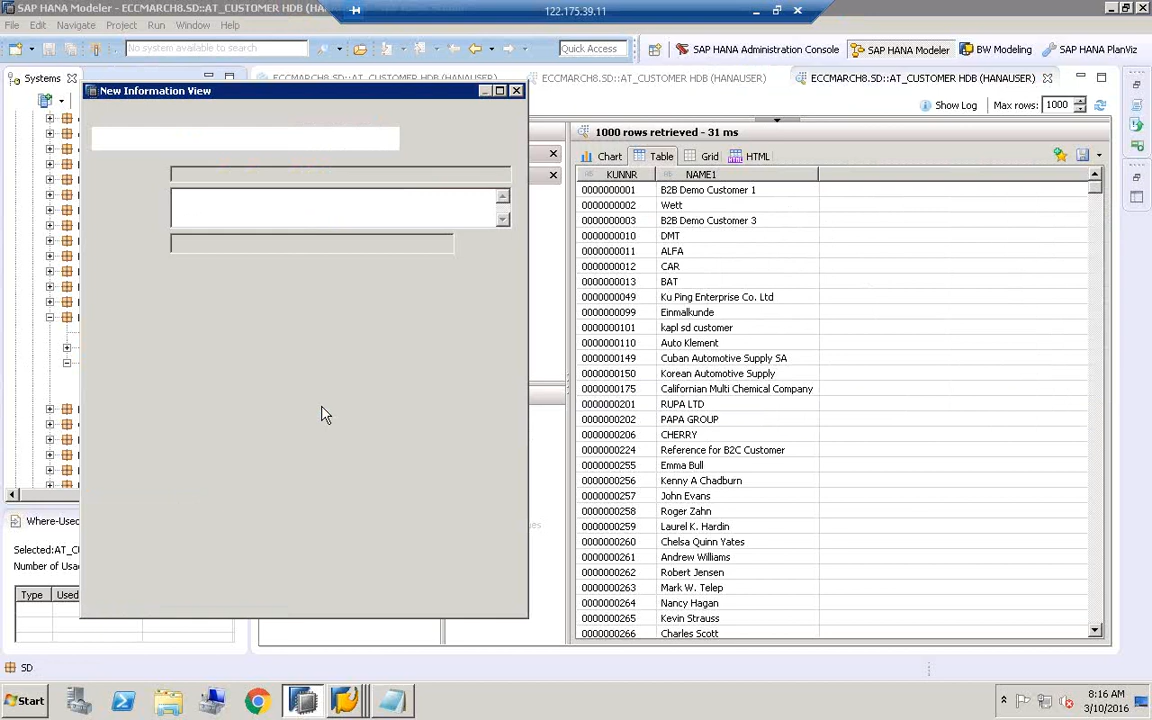 SAP HANA Modeler - ECCMARCH8.SD::AT_CUSTOMER HDB (HAN
122.175.39.11
File Edit Navigate Project Run Window Help
No system available to search
Quick Access
SAP HANA Administration Console
SAP HANA Modeler
BW Modeling
SAP HANA PlanViz
Systems
ECCMARCH8.SD::AT_CUSTOMER HDB (HANAUSER)
ECCMARCH8.SD::AT_CUSTOMER HDB (HANAUSER)
ECCMARCH8.SD::AT_CUSTOMER HDB (HANAUSER)
New Information View
Show Log
Max rows: 1000
1000 rows retrieved - 31 ms
Chart Table Grid HTML
KUNNR NAME1
0000000001 B2B Demo Customer 1
0000000002 Wett
0000000003 B2B Demo Customer 3
0000000010 DMT
0000000011 ALFA
0000000012 CAR
0000000013 BAT
0000000049 Ku Ping Enterprise Co. Ltd
0000000099 Einmalkunde
0000000101 kapl sd customer
0000000110 Auto Klement
0000000149 Cuban Automotive Supply SA
0000000150 Korean Automotive Supply
0000000175 Californian Multi Chemical Company
0000000201 RUPA LTD
0000000202 PAPA GROUP
0000000206 CHERRY
0000000224 Reference for B2C Customer
0000000255 Emma Bull
0000000256 Kenny A Chadburn
0000000257 John Evans
0000000258 Roger Zahn
0000000259 Laurel K. Hardin
0000000260 Chelsa Quinn Yates
0000000261 Andrew Williams
0000000262 Robert Jensen
0000000263 Mark W. Telep
0000000264 Nancy Hagan
0000000265 Kevin Strauss
0000000266 Charles Scott
Where-Used
Selected:AT_CU
Number of Usa
Type Used
SD
Start
8:16 AM
3/10/2016